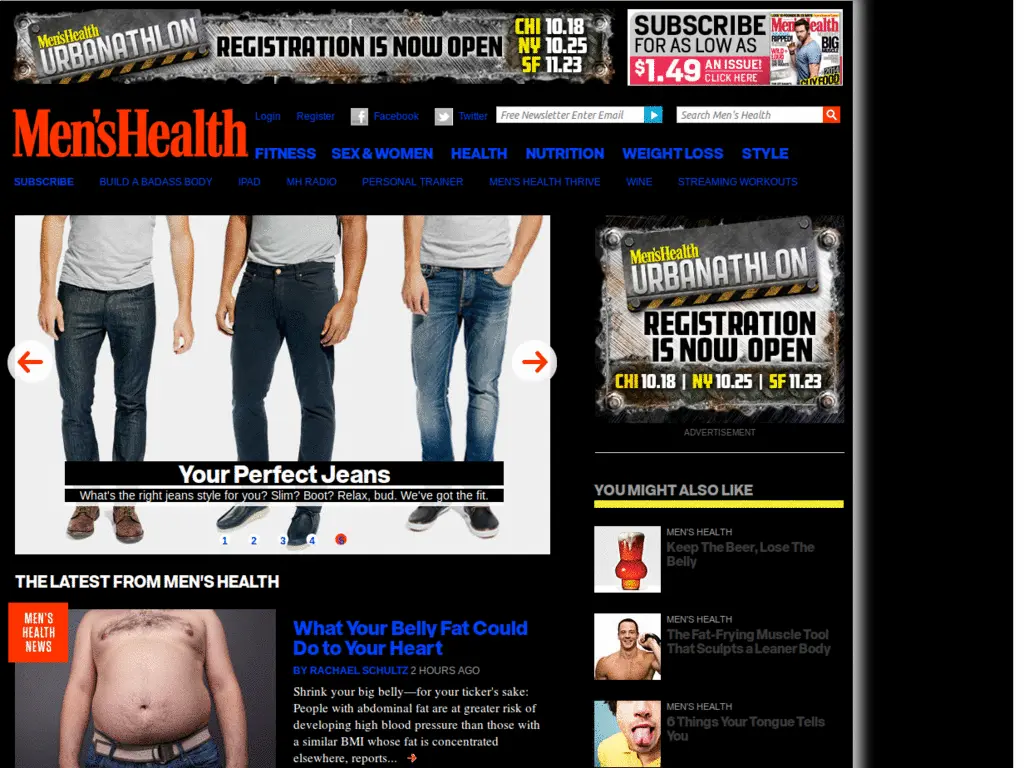 Men'sHealth
URBANATHLON
REGISTRATION IS NOW OPEN
CHI 10.18
NY 10.25
SF 11.23
SUBSCRIBE
FOR AS LOW AS
$1.49 AN ISSUE!
CLICK HERE
Men'sHealth
RIPPED!
BIG
Men'sHealth
Login Register Facebook Twitter Free Newsletter Enter Email Search Men's Health
FITNESS SEX & WOMEN HEALTH NUTRITION WEIGHT LOSS STYLE
SUBSCRIBE BUILD A BADASS BODY IPAD MH RADIO PERSONAL TRAINER MEN'S HEALTH THRIVE WINE STREAMING WORKOUTS
Your Perfect Jeans
What's the right jeans style for you? Slim? Boot? Relax, bud. We've got the fit.
1 2 3 4 5
Men'sHealth
URBANATHLON
REGISTRATION
IS NOW OPEN
CHI 10.18 | NY 10.25 | SF 11.23
ADVERTISEMENT
YOU MIGHT ALSO LIKE
MEN'S HEALTH
Keep The Beer, Lose The
Belly
MEN'S HEALTH
The Fat-Frying Muscle Tool
That Sculpts a Leaner Body
MEN'S HEALTH
6 Things Your Tongue Tells
You
THE LATEST FROM MEN'S HEALTH
MEN'S
HEALTH
NEWS
What Your Belly Fat Could
Do to Your Heart
BY RACHAEL SCHULTZ 2 HOURS AGO
Shrink your big belly—for your ticker's sake:
People with abdominal fat are at greater risk of
developing high blood pressure than those with
a similar BMI whose fat is concentrated
elsewhere, reports...